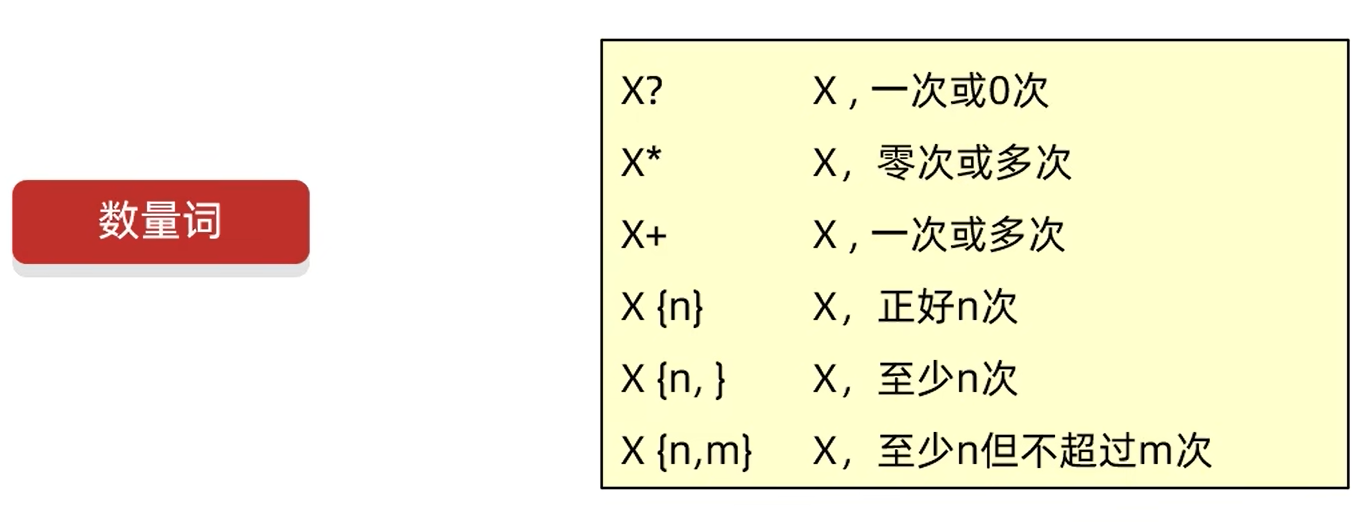 数量词
X? X , 一次或0次
X* X，零次或多次
X+ X , 一次或多次
X {n} X，正好n次
X {n, } X，至少n次
X {n,m} X，至少n但不超过m次